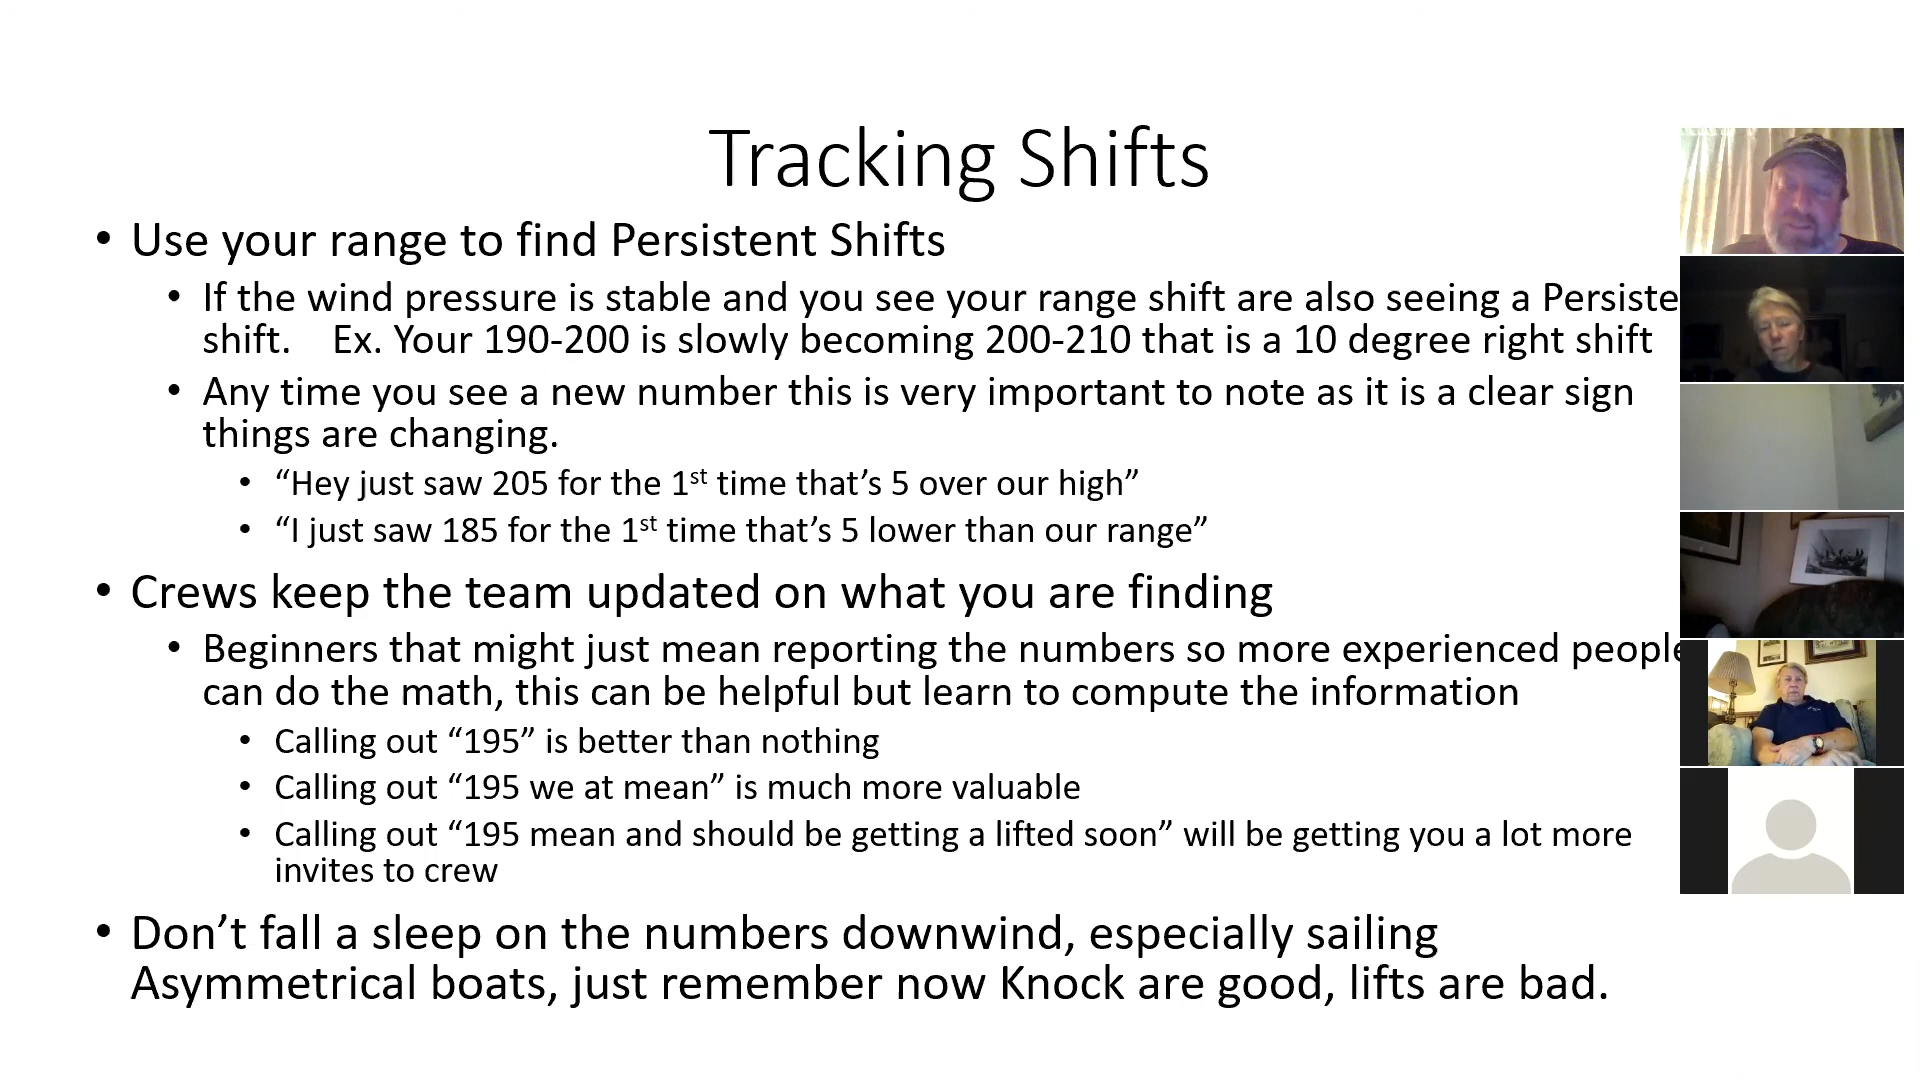 Tracking Shifts
• Use your range to find Persistent Shifts
• If the wind pressure is stable and you see your range shift are also seeing a Persiste
shift. Ex. Your 190-200 is slowly becoming 200-210 that is a 10 degree right shift
• Any time you see a new number this is very important to note as it is a clear sign
things are changing.
• “Hey just saw 205 for the 1st time that’s 5 over our high”
• “I just saw 185 for the 1st time that’s 5 lower than our range”
• Crews keep the team updated on what you are finding
• Beginners that might just mean reporting the numbers so more experienced people
can do the math, this can be helpful but learn to compute the information
• Calling out “195” is better than nothing
• Calling out “195 we at mean” is much more valuable
• Calling out “195 mean and should be getting a lifted soon” will be getting you a lot more
invites to crew
• Don’t fall a sleep on the numbers downwind, especially sailing
Asymmetrical boats, just remember now Knock are good, lifts are bad.